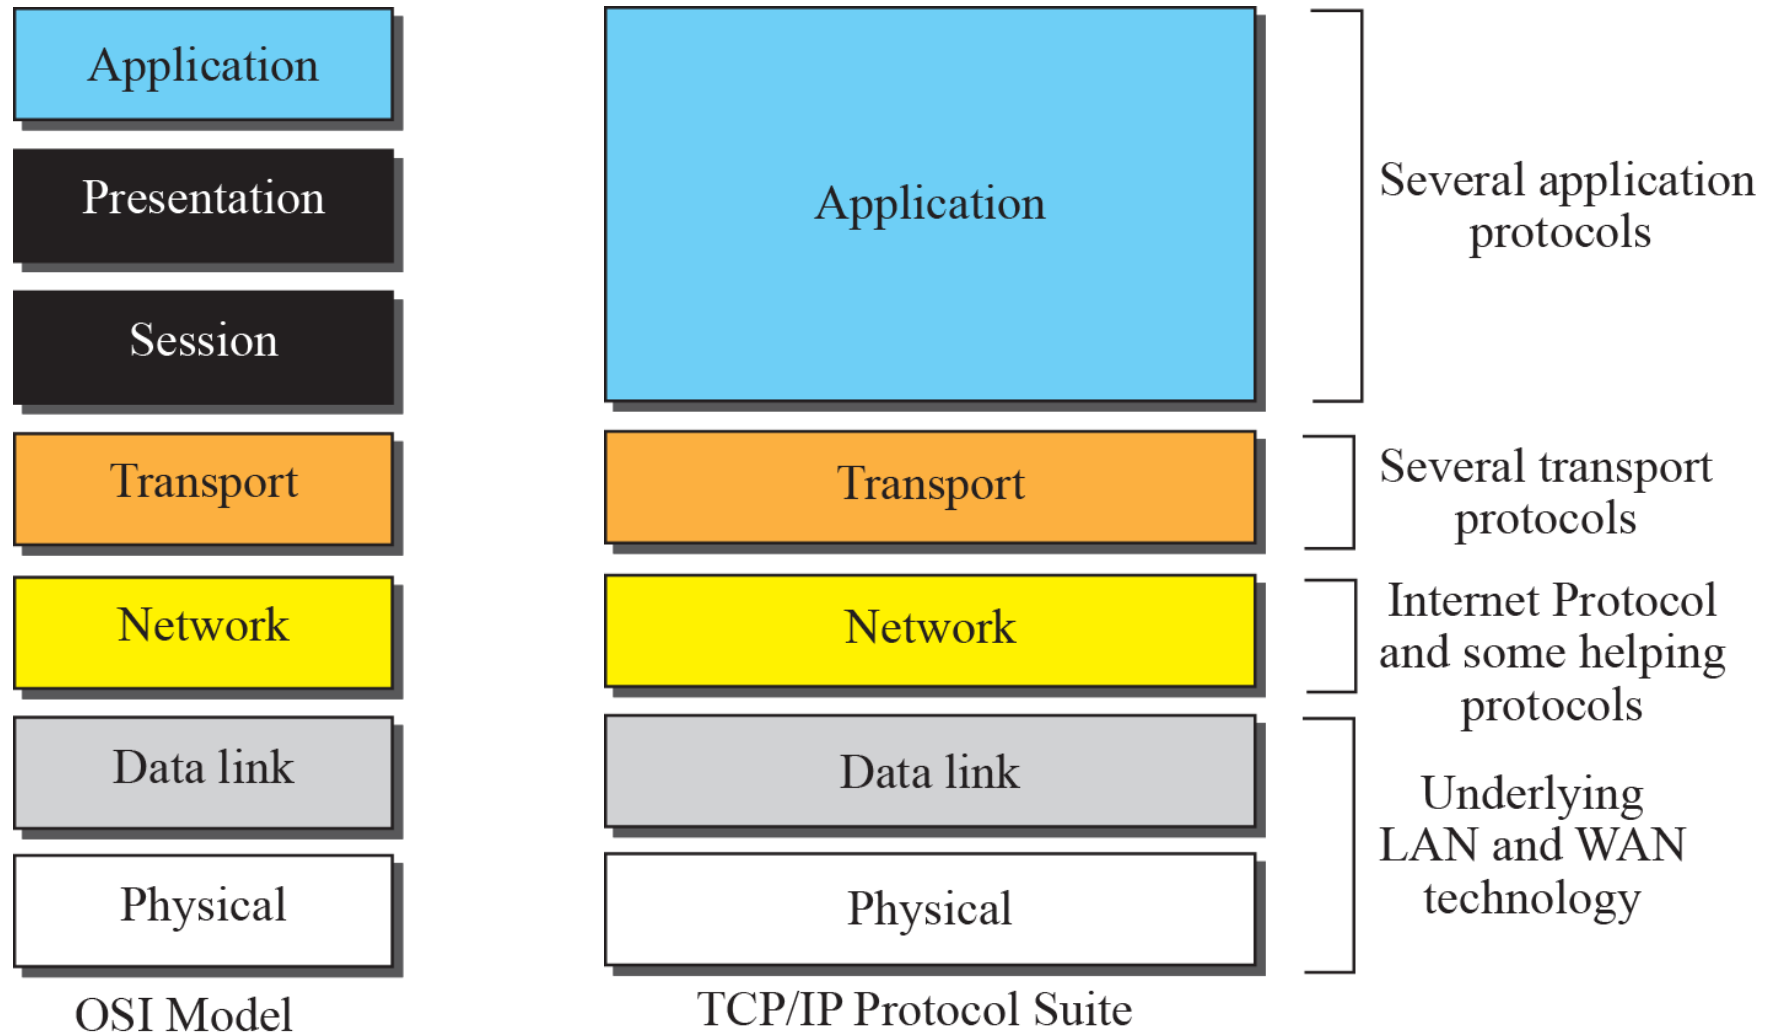 Application
Presentation
Session
Transport
Network
Data link
Physical
OSI Model
Application
Transport
Network
Data link
Physical
TCP/IP Protocol Suite
Several application
protocols
Several transport
protocols
Internet Protocol
and some helping
protocols
Underlying
LAN and WAN
technology